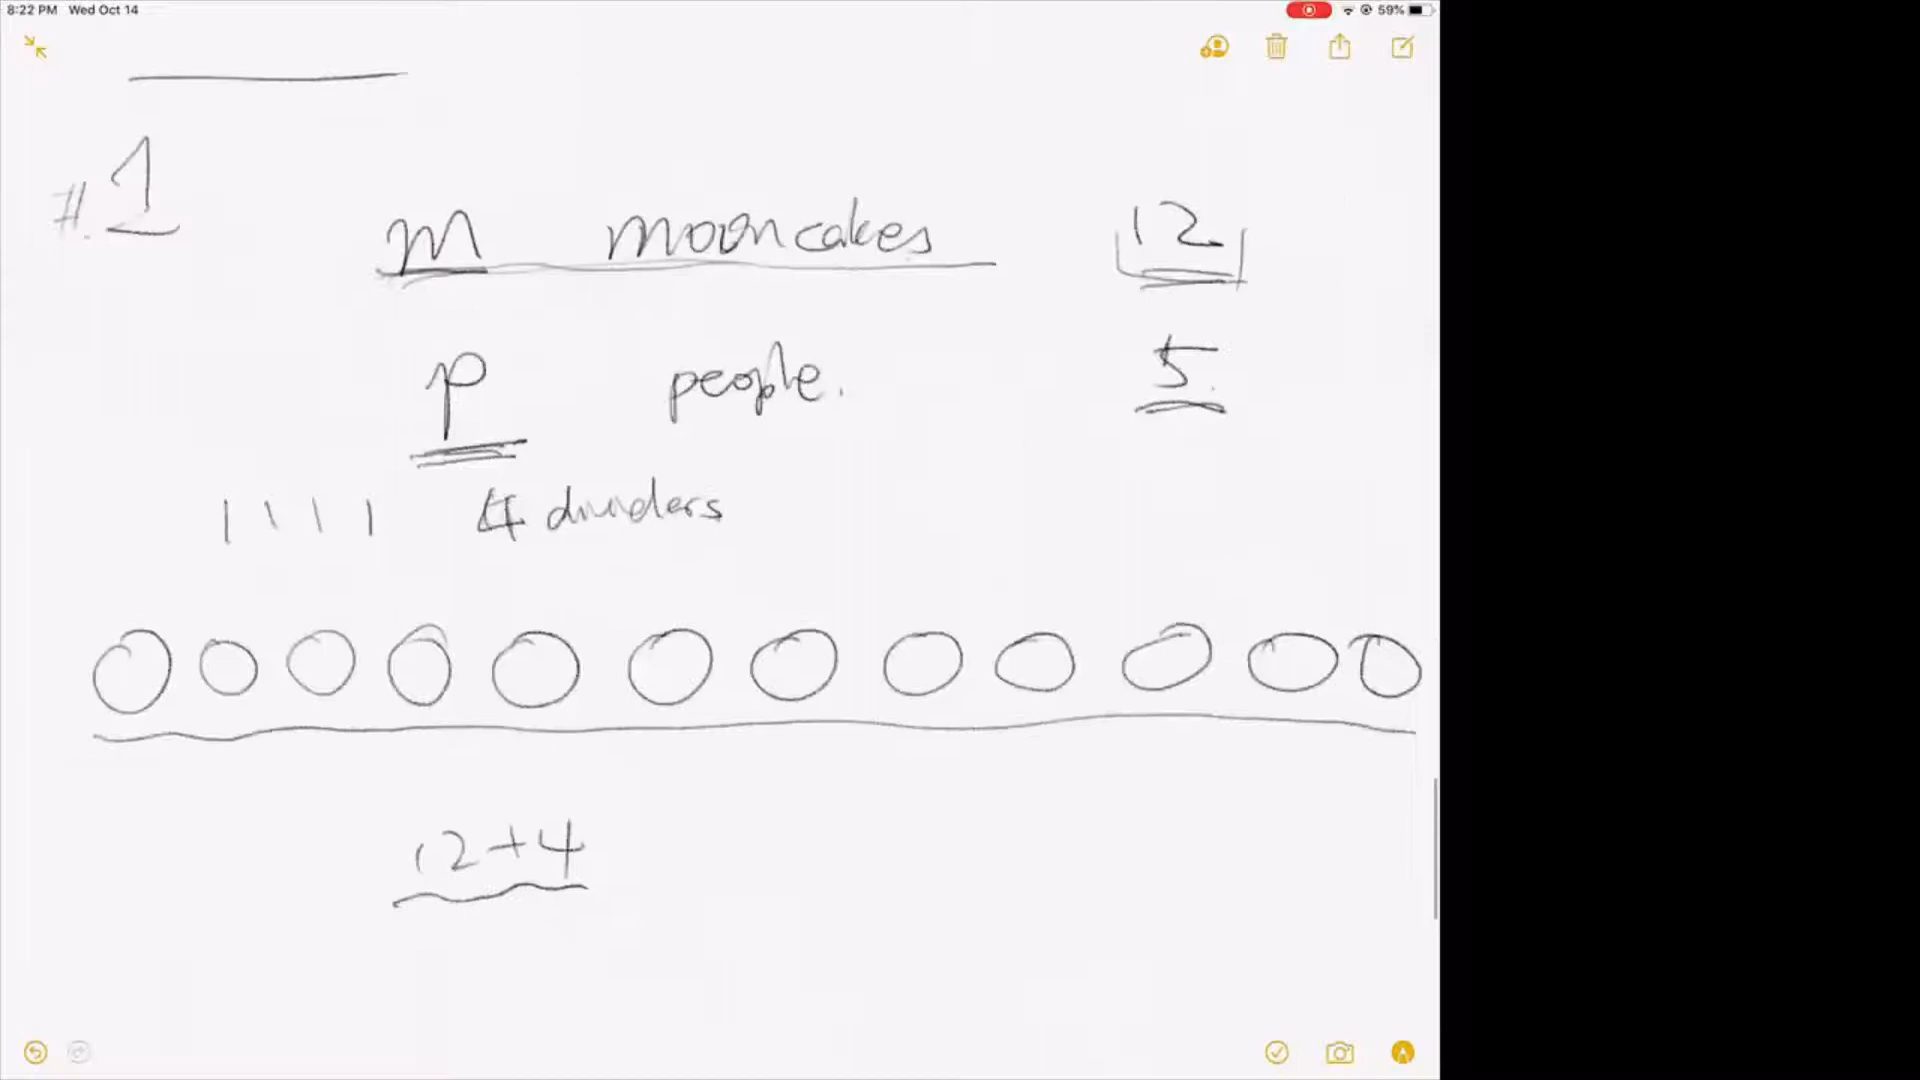 8:22 PM Wed Oct 14 59%
#1
m mooncakes 12
p people. 5.
| | | | 4 dividers
12+4